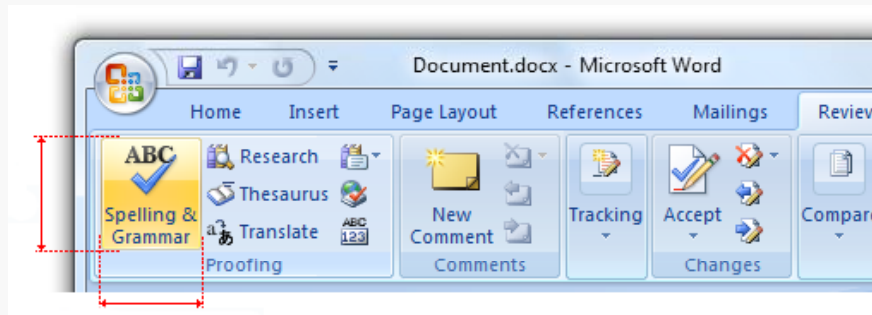 Document.docx - Microsoft Word
Home Insert Page Layout References Mailings Review
ABC
Spelling &
Grammar
Research
Thesaurus
Translate
ABC
123
Proofing
New
Comment
Comments
Tracking
Accept
Changes
Compare